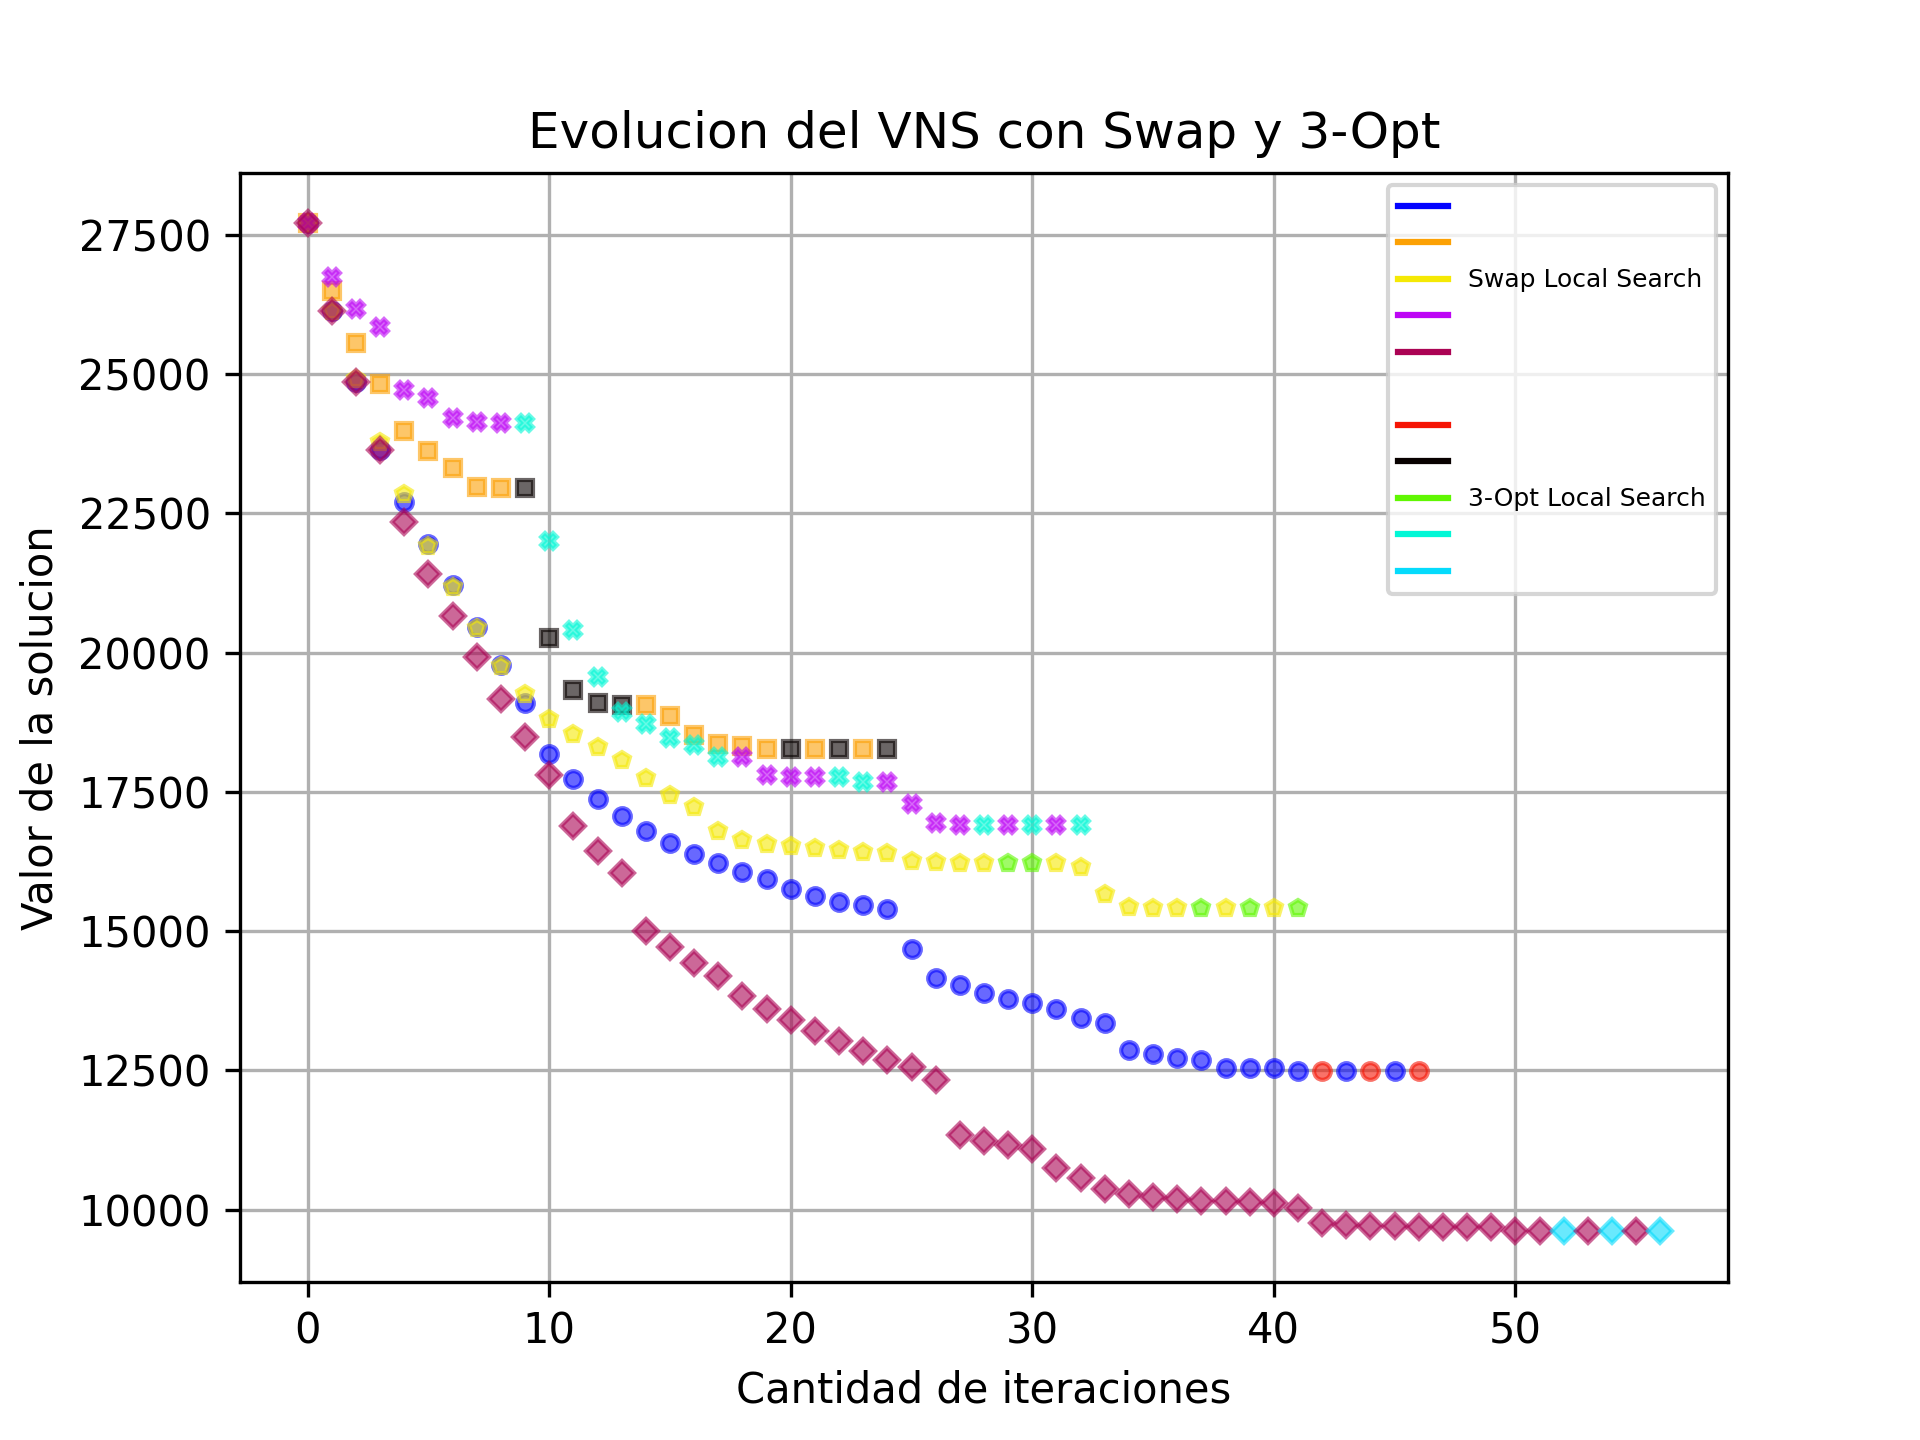 Evolucion del VNS con Swap y 3-Opt
Valor de la solucion
27500
25000
22500
20000
17500
15000
12500
10000
Swap Local Search
3-Opt Local Search
0 10 20 30 40 50
Cantidad de iteraciones